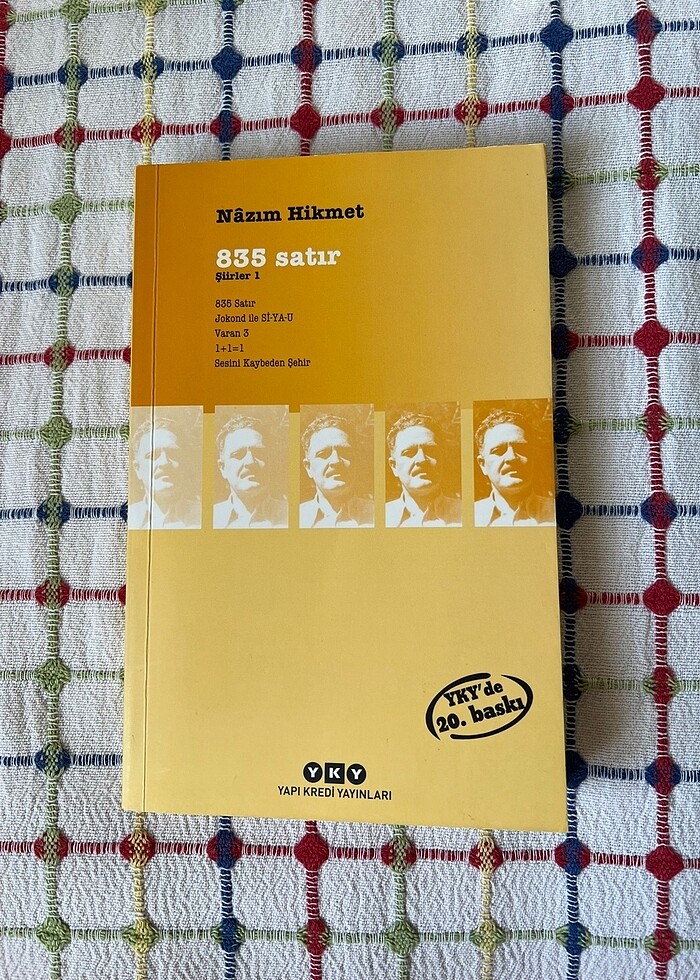 Nâzım Hikmet
835 satır
Şiirler 1
835 Satır
Jokond ile Sİ-YA-U
Varan 3
1+1=1
Sesini Kaybeden Şehir
YKY'de
20. baskı
YKY
YAPI KREDİ YAYINLARI